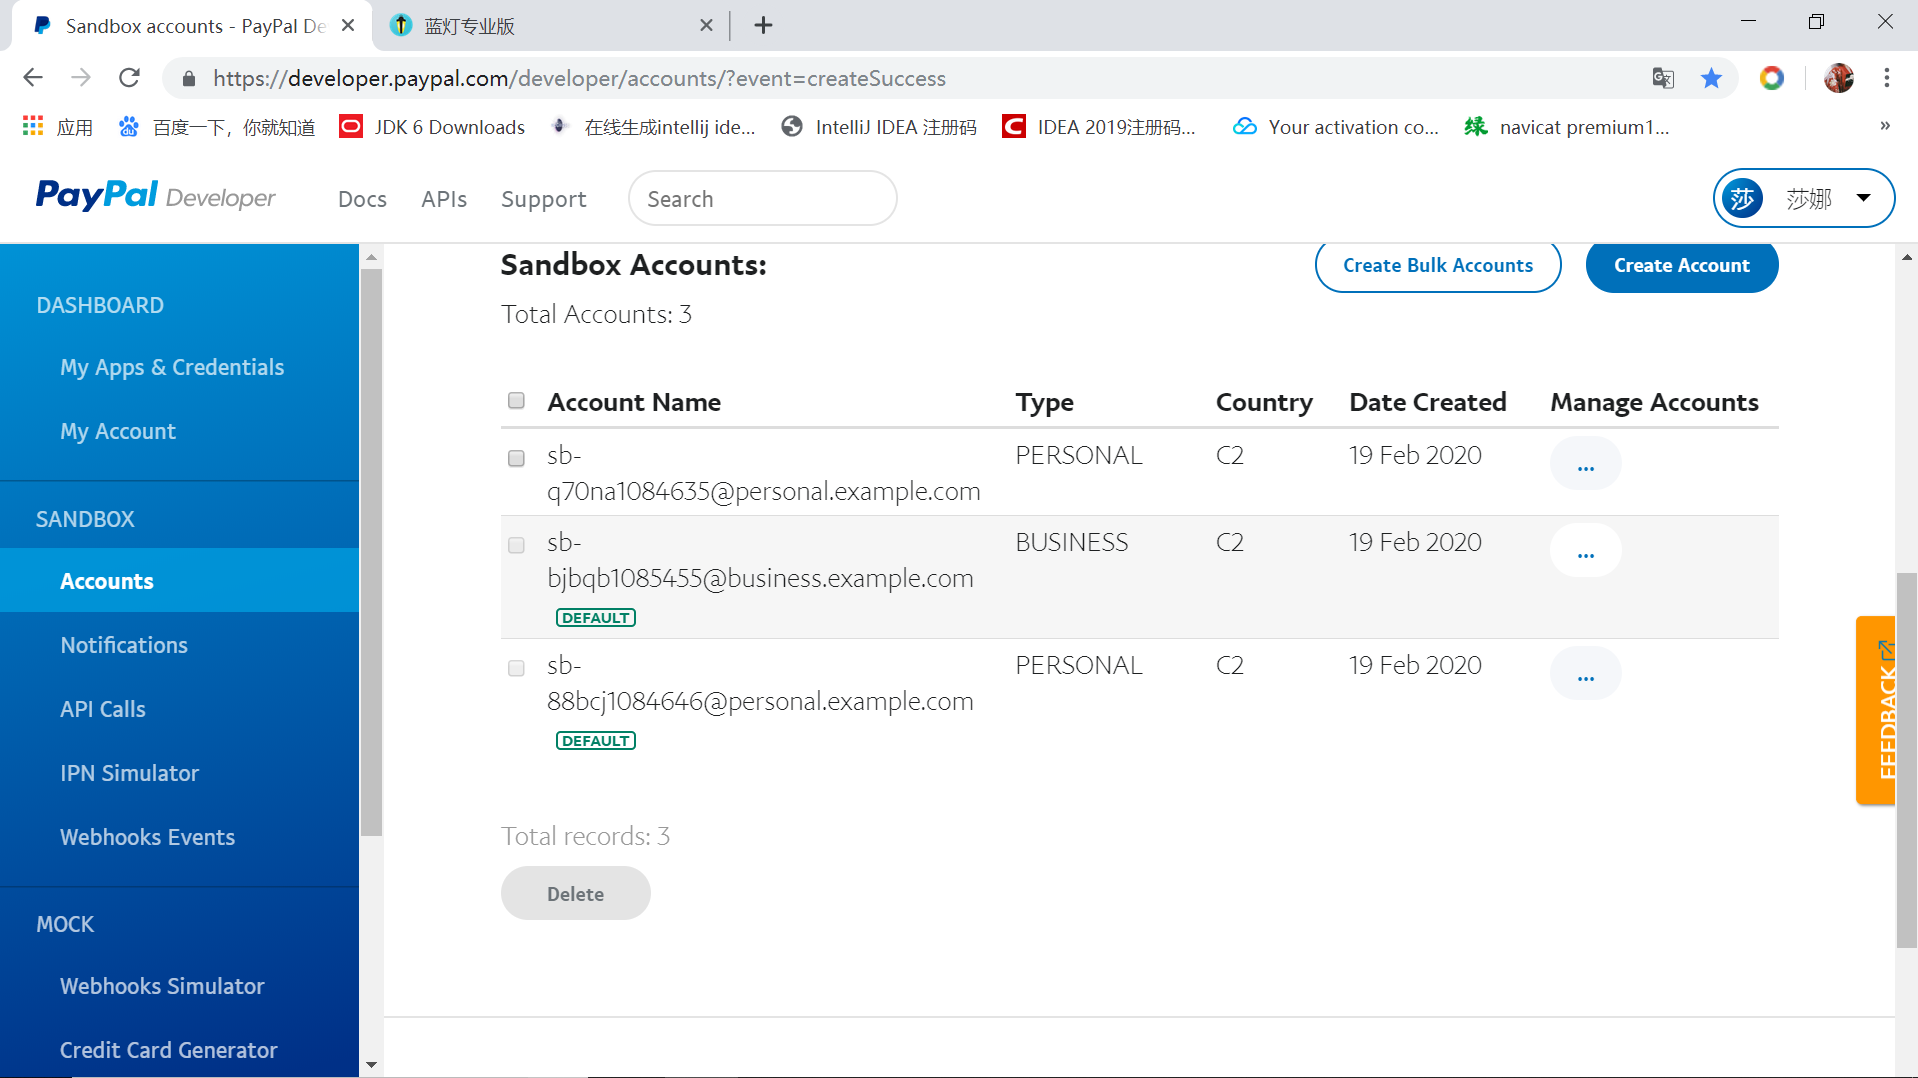 Sandbox accounts - PayPal De
蓝灯专业版
https://developer.paypal.com/developer/accounts/?event=createSuccess
应用 百度一下，你就知道 JDK 6 Downloads 在线生成intellij ide... IntelliJ IDEA 注册码 IDEA 2019注册码... Your activation co... 绿 navicat premium1... »
PayPal Developer Docs APIs Support Search 莎 莎娜
DASHBOARD
My Apps & Credentials
My Account
SANDBOX
Accounts
Notifications
API Calls
IPN Simulator
Webhooks Events
MOCK
Webhooks Simulator
Credit Card Generator
Sandbox Accounts:
Create Bulk Accounts Create Account
Total Accounts: 3
Account Name Type Country Date Created Manage Accounts
sb- PERSONAL C2 19 Feb 2020 ...
q70na1084635@personal.example.com
sb- BUSINESS C2 19 Feb 2020 ...
bjbqb1085455@business.example.com
DEFAULT
sb- PERSONAL C2 19 Feb 2020 ...
88bcj1084646@personal.example.com
DEFAULT
Total records: 3
Delete
FEEDBACK